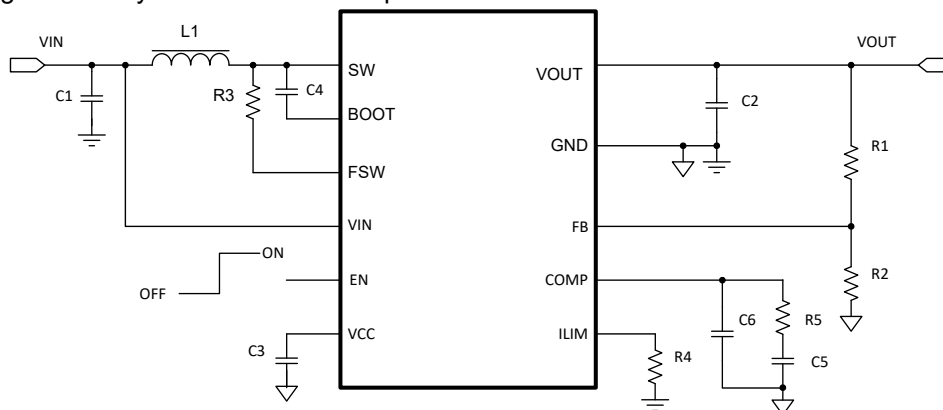 VIN
L1
VOUT
C1
R3
C4
SW
BOOT
FSW
VIN
EN
VCC
VOUT
GND
FB
COMP
ILIM
C2
R1
R2
ON
OFF
C3
R4
C6
R5
C5